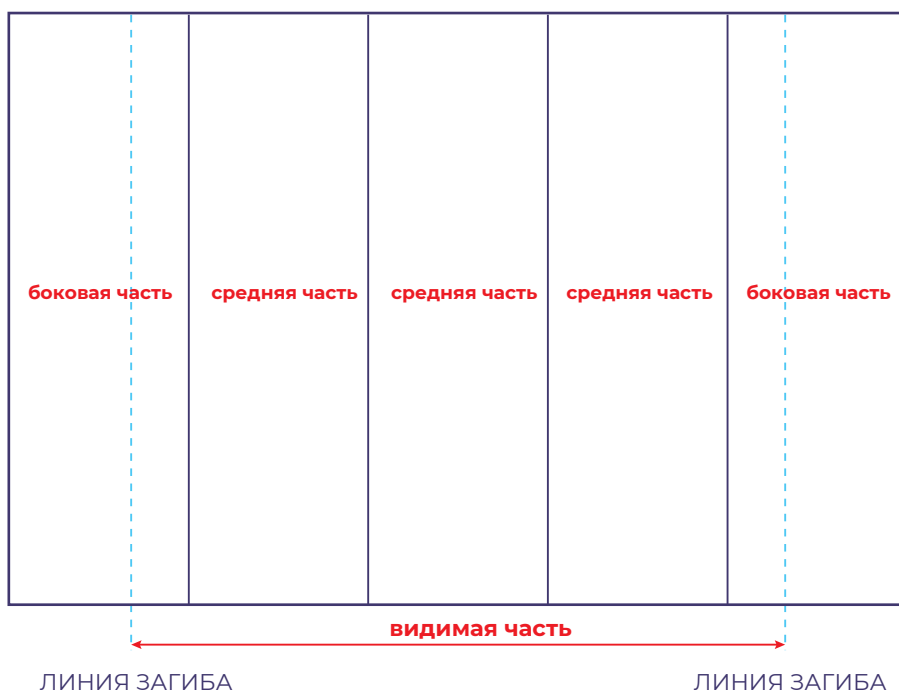 боковая часть
средняя часть
средняя часть
средняя часть
боковая часть
видимая часть
ЛИНИЯ ЗАГИБА
ЛИНИЯ ЗАГИБА